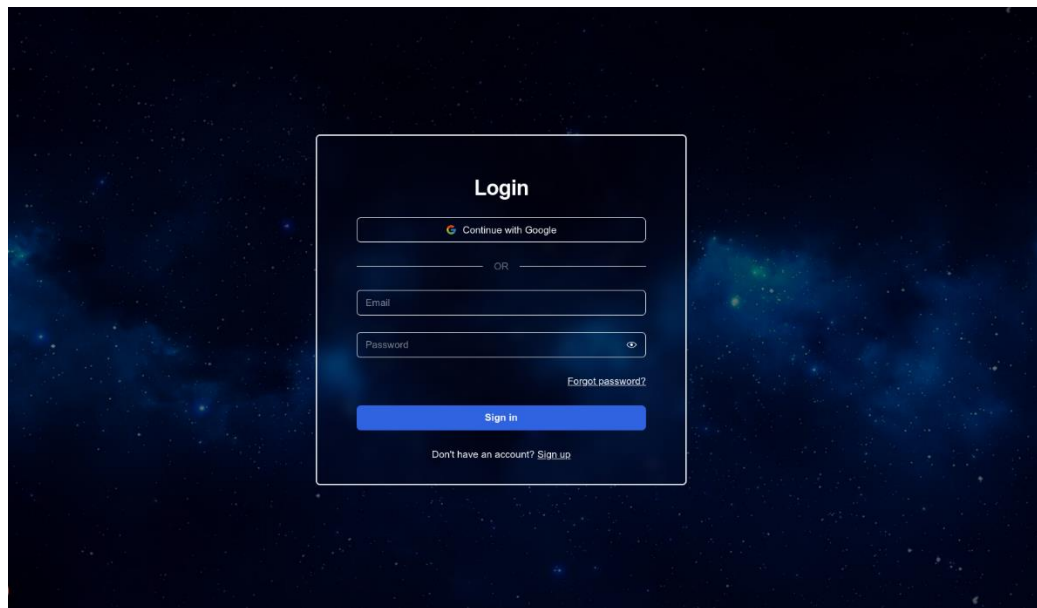 Login
Continue with Google
OR
Email
Password
Forgot password?
Sign in
Don't have an account? Sign up